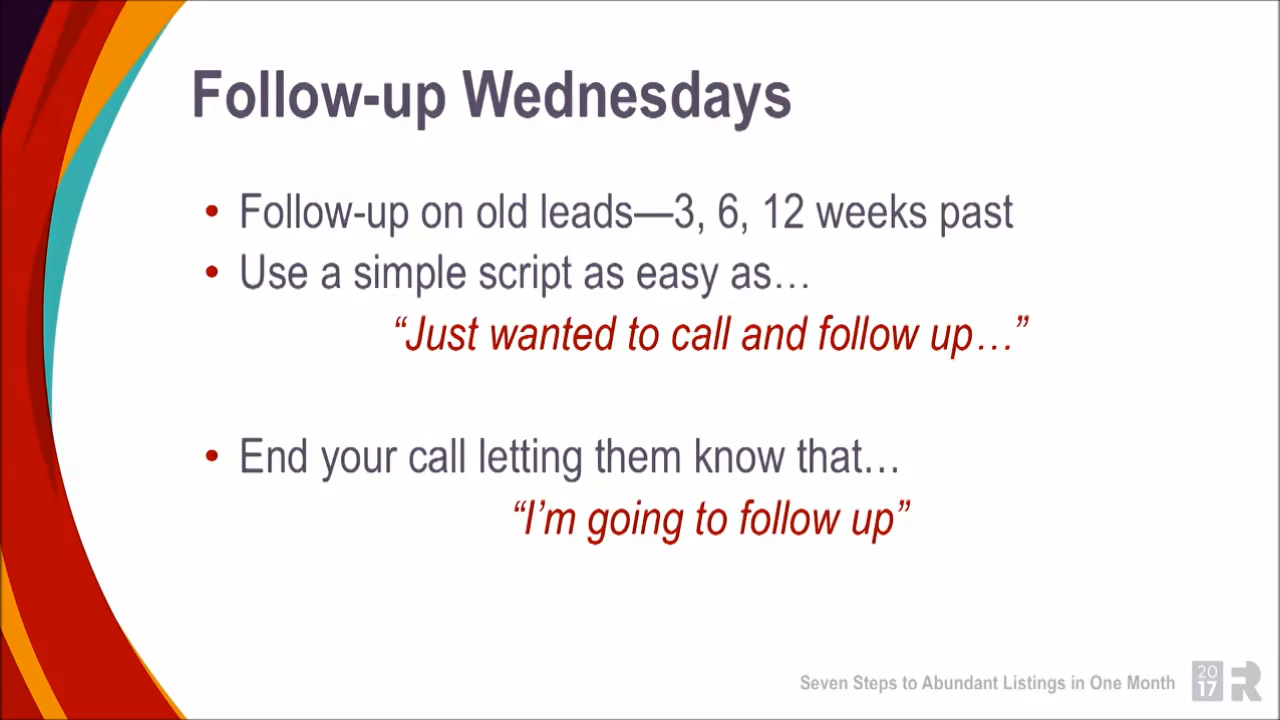 Follow-up Wednesdays
• Follow-up on old leads—3, 6, 12 weeks past
• Use a simple script as easy as…
“Just wanted to call and follow up…”
• End your call letting them know that…
“I’m going to follow up”
Seven Steps to Abundant Listings in One Month
20
17
R